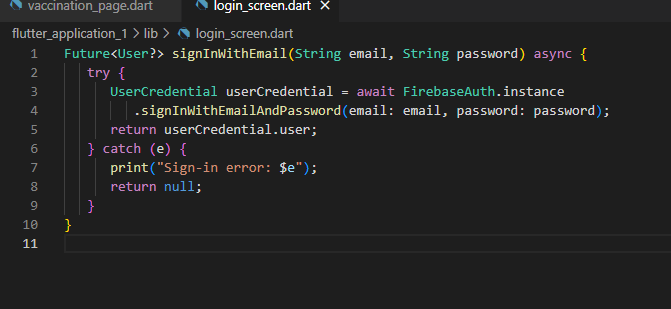 vaccination_page.dart login_screen.dart ×
flutter_application_1 > lib > login_screen.dart
1 Future<User?> signInWithEmail(String email, String password) async {
2 try {
3 UserCredential userCredential = await FirebaseAuth.instance
4 .signInWithEmailAndPassword(email: email, password: password);
5 return userCredential.user;
6 } catch (e) {
7 print("Sign-in error: $e");
8 return null;
9 }
10 }
11